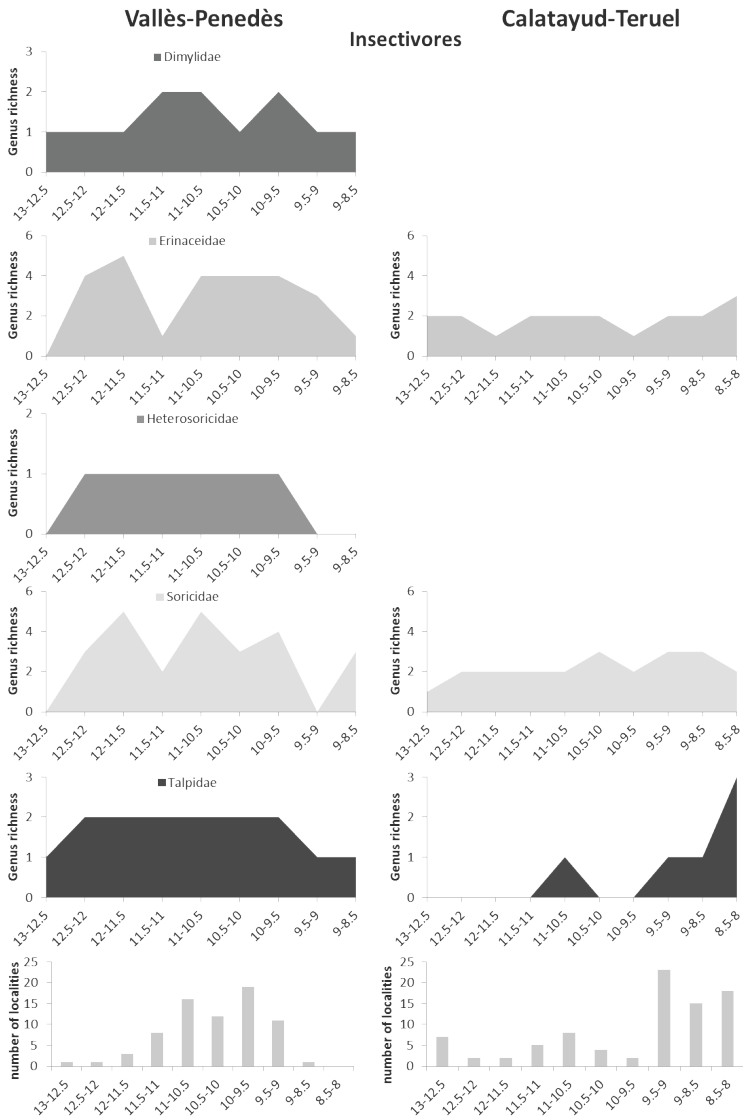 Vallès-Penedès Calatayud-Teruel
Insectivores
Dimylidae
Genus richness
3
2
1
0
13-12.5 12.5-12 12-11.5 11.5-11 11-10.5 10.5-10 10-9.5 9.5-9 9-8.5
Erinaceidae
Genus richness
6
4
2
0
13-12.5 12.5-12 12-11.5 11.5-11 11-10.5 10.5-10 10-9.5 9.5-9 9-8.5
Genus richness
6
4
2
0
13-12.5 12.5-12 12-11.5 11.5-11 11-10.5 10.5-10 10-9.5 9.5-9 9-8.5 8.5-8
Heterosoricidae
Genus richness
2
1
0
13-12.5 12.5-12 12-11.5 11.5-11 11-10.5 10.5-10 10-9.5 9.5-9 9-8.5
Soricidae
Genus richness
6
4
2
0
13-12.5 12.5-12 12-11.5 11.5-11 11-10.5 10.5-10 10-9.5 9.5-9 9-8.5
Genus richness
6
4
2
0
13-12.5 12.5-12 12-11.5 11.5-11 11-10.5 10.5-10 10-9.5 9.5-9 9-8.5 8.5-8
Talpidae
Genus richness
3
2
1
0
13-12.5 12.5-12 12-11.5 11.5-11 11-10.5 10.5-10 10-9.5 9.5-9 9-8.5
Genus richness
3
2
1
0
13-12.5 12.5-12 12-11.5 11.5-11 11-10.5 10.5-10 10-9.5 9.5-9 9-8.5 8.5-8
number of localities
25
20
15
10
5
0
13-12.5 12.5-12 12-11.5 11.5-11 11-10.5 10.5-10 10-9.5 9.5-9 9-8.5 8.5-8
number of localities
25
20
15
10
5
0
13-12.5 12.5-12 12-11.5 11.5-11 11-10.5 10.5-10 10-9.5 9.5-9 9-8.5 8.5-8